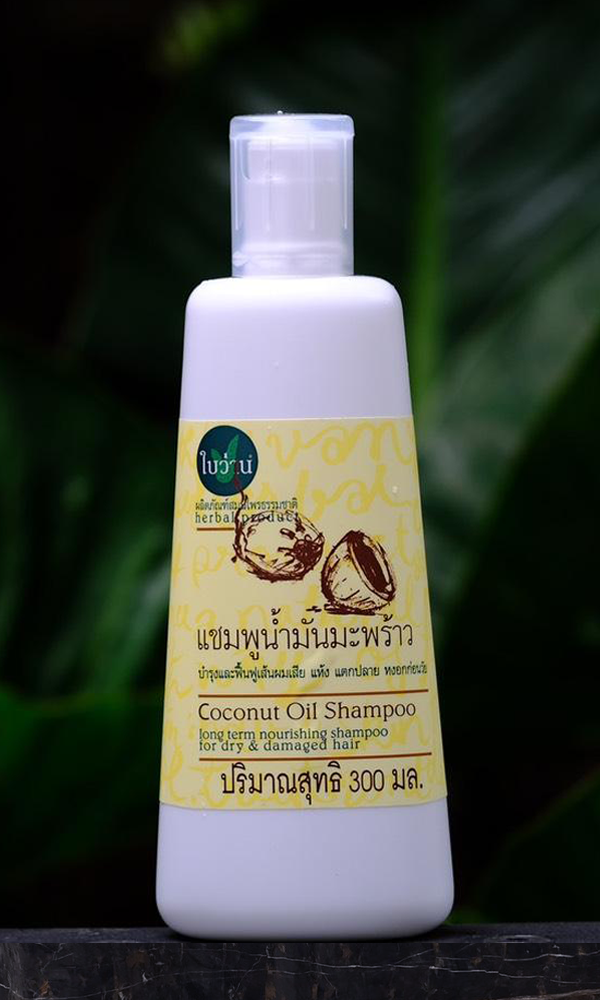 ใบว่าน
ผลิตภัณฑ์สมุนไพรธรรมชาติ
herbal product
แชมพูน้ำมันมะพร้าว
บำรุงและฟื้นฟูเส้นผมเสีย แห้ง แตกปลาย หงอกก่อนวัย
Coconut Oil Shampoo
long term nourishing shampoo
for dry & damaged hair
ปริมาณสุทธิ 300 มล.